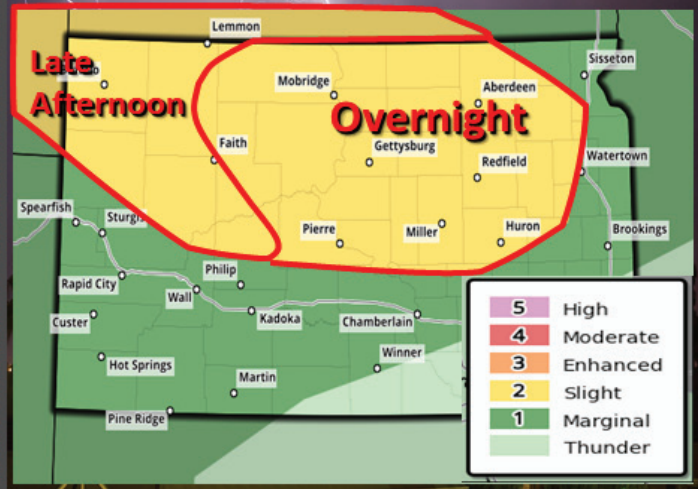 Lemmon
Late
Afternoon
Sisseton
Mobridge
Aberdeen
Overnight
Faith
Gettysburg
Redfield
Watertown
Spearfish
Sturgis
Pierre
Miller
Huron
Brookings
Rapid City
Philip
Wall
Custer
Kadoka
Chamberlain
Hot Springs
Winner
Martin
Pine Ridge
5 High
4 Moderate
3 Enhanced
2 Slight
1 Marginal
Thunder